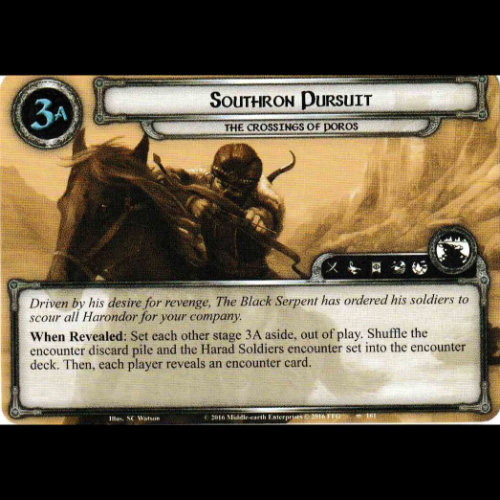 3A
Southron Pursuit
The Crossings of Poros
Driven by his desire for revenge, The Black Serpent has ordered his soldiers to
scour all Harondor for your company.
When Revealed: Set each other stage 3A aside, out of play. Shuffle the
encounter discard pile and the Harad Soldiers encounter set into the encounter
deck. Then, each player reveals an encounter card.
Illus. NC Watson © 2016 Middle-earth Enterprises © 2016 FFG 161